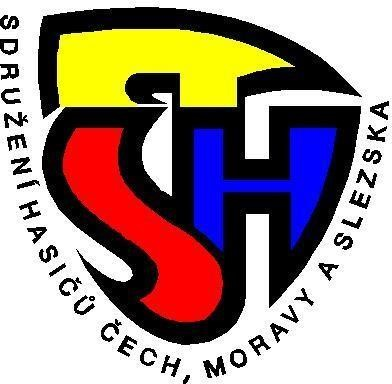 SDRUŽENÍ HASIČŮ ČECH, MORAVY A SLEZSKA
SH